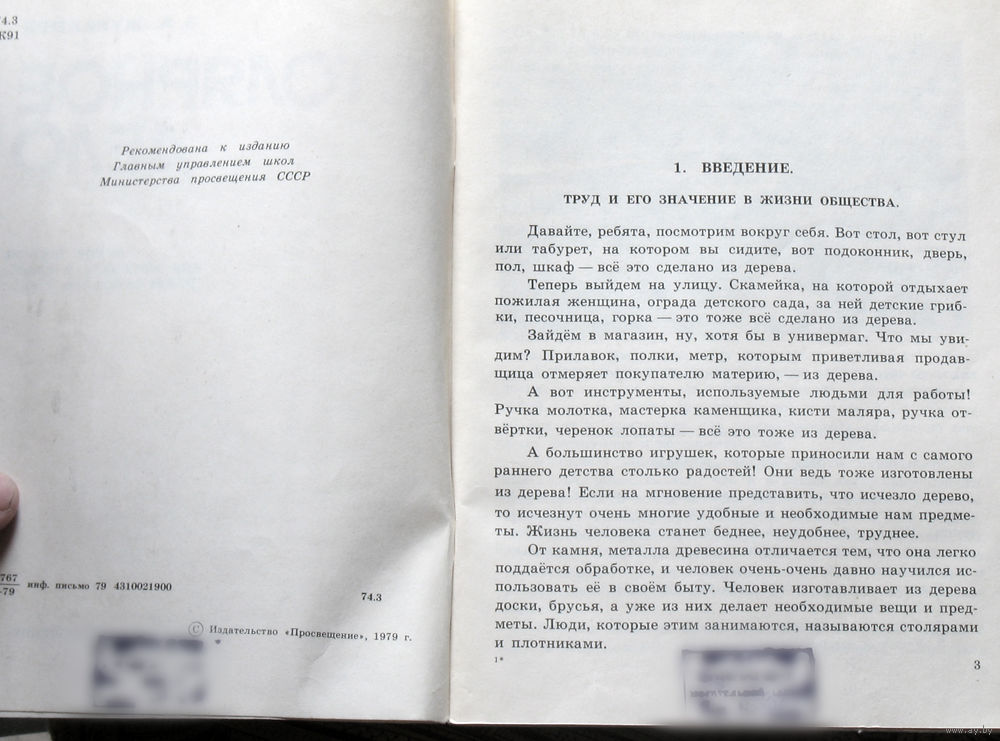 74.3
К91
Рекомендована к изданию
Главным управлением школ
Министерства просвещения СССР
767
-79
инф. письмо 79 4310021900
74.3
© Издательство «Просвещение», 1979 г.
1. ВВЕДЕНИЕ.
ТРУД И ЕГО ЗНАЧЕНИЕ В ЖИЗНИ ОБЩЕСТВА.
Давайте, ребята, посмотрим вокруг себя. Вот стол, вот стул
или табурет, на котором вы сидите, вот подоконник, дверь,
пол, шкаф — всё это сделано из дерева.
Теперь выйдем на улицу. Скамейка, на которой отдыхает
пожилая женщина, ограда детского сада, за ней детские гриб-
ки, песочница, горка — это тоже всё сделано из дерева.
Зайдём в магазин, ну, хотя бы в универмаг. Что мы уви-
дим? Прилавок, полки, метр, которым приветливая продав-
щица отмеряет покупателю материю, — из дерева.
А вот инструменты, используемые людьми для работы!
Ручка молотка, мастерка каменщика, кисти маляра, ручка от-
вёртки, черенок лопаты — всё это тоже из дерева.
А большинство игрушек, которые приносили нам с самого
раннего детства столько радостей! Они ведь тоже изготовлены
из дерева! Если на мгновение представить, что исчезло дерево,
то исчезнут очень многие удобные и необходимые нам предме-
ты. Жизнь человека станет беднее, неудобнее, труднее.
От камня, металла древесина отличается тем, что она легко
поддаётся обработке, и человек очень-очень давно научился ис-
пользовать её в своём быту. Человек изготавливает из дерева
доски, брусья, а уже из них делает необходимые вещи и пред-
меты. Люди, которые этим занимаются, называются столярами
и плотниками.
1*
3
www.ay.by